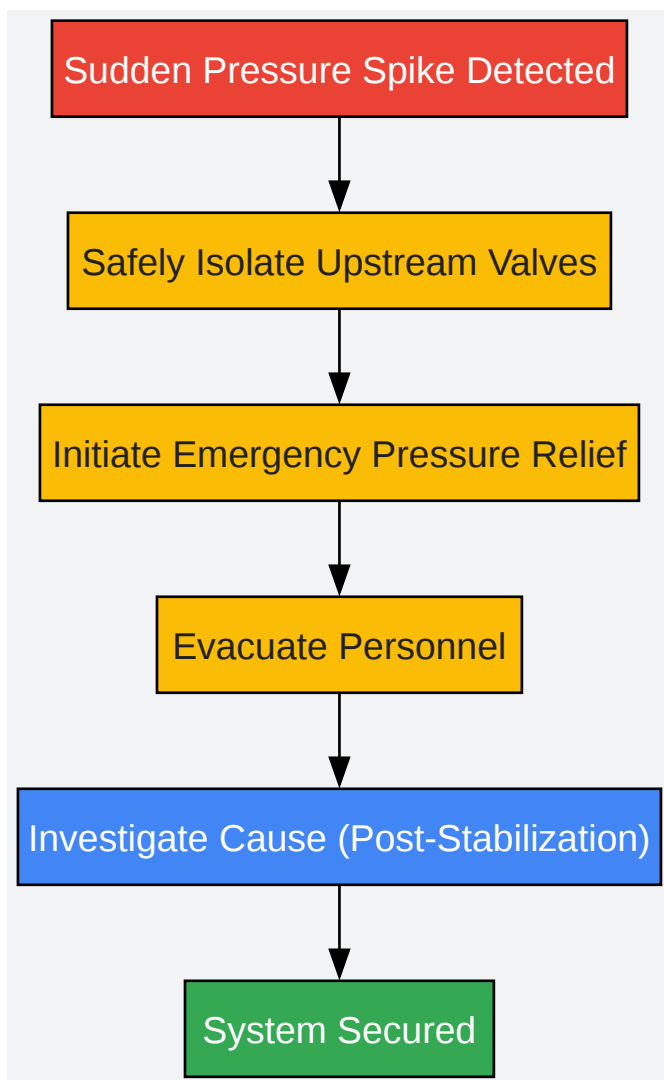 Sudden Pressure Spike Detected
Safely Isolate Upstream Valves
Initiate Emergency Pressure Relief
Evacuate Personnel
Investigate Cause (Post-Stabilization)
System Secured